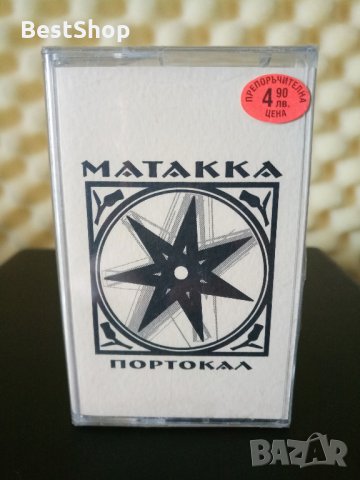 BestShop
ПРЕПОРЪЧИТЕЛНА
4 90
ЛВ.
ЦЕНА
МАТАККА
ПОРТОКАЛ
BAZAR